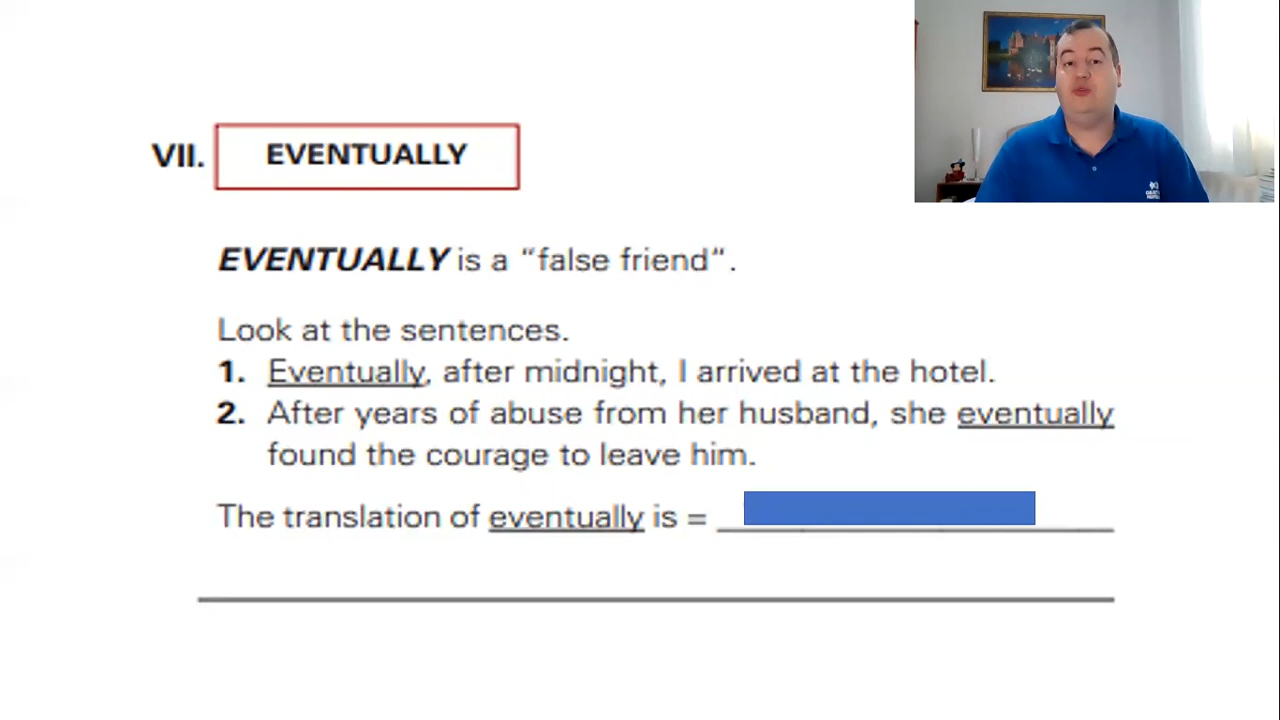 VII. EVENTUALLY
EVENTUALLY is a “false friend”.
Look at the sentences.
1. Eventually, after midnight, I arrived at the hotel.
2. After years of abuse from her husband, she eventually
found the courage to leave him.
The translation of eventually is =